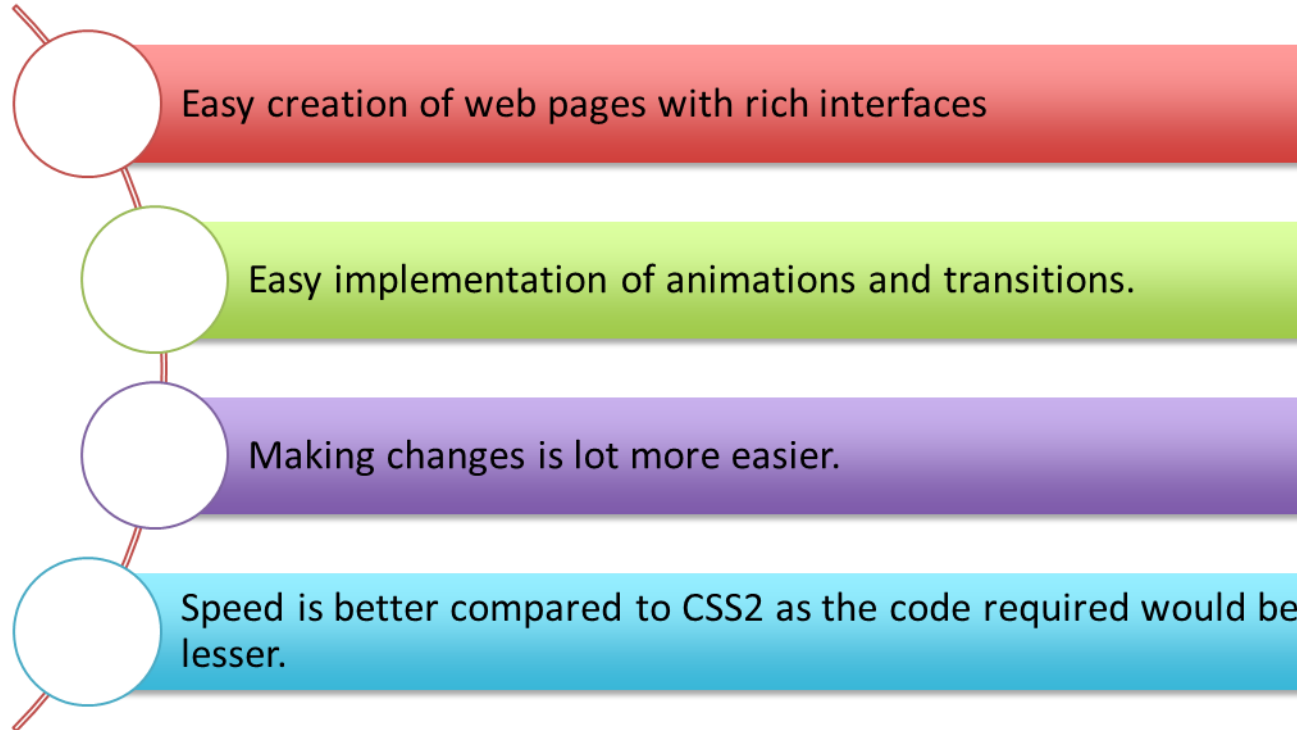 Easy creation of web pages with rich interfaces
Easy implementation of animations and transitions.
Making changes is lot more easier.
Speed is better compared to CSS2 as the code required would be
lesser.